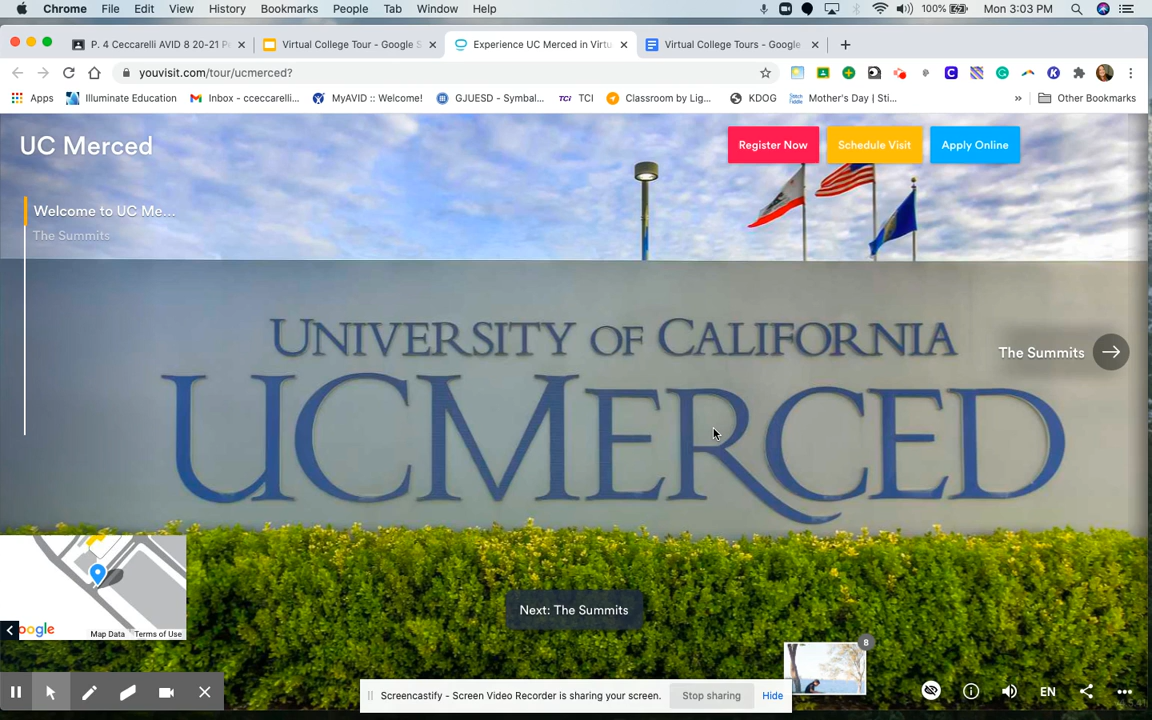 Chrome File Edit View History Bookmarks People Tab Window Help 100% Mon 3:03 PM
P. 4 Ceccarelli AVID 8 20-21 P
Virtual College Tour - Google S
Experience UC Merced in Virtu
Virtual College Tours - Google
youvisit.com/tour/ucmerced?
Apps Illuminate Education Inbox - cceccarelli... MyAVID :: Welcome! GJUESD - Symbal... TCI TCI Classroom by Lig... KDOG Mother's Day | Sti... » Other Bookmarks
UC Merced
Register Now Schedule Visit Apply Online
Welcome to UC Me...
The Summits
UNIVERSITY OF CALIFORNIA
The Summits
UCMERCED
Next: The Summits
Map Data Terms of Use
8
Screencastify - Screen Video Recorder is sharing your screen. Stop sharing Hide
EN